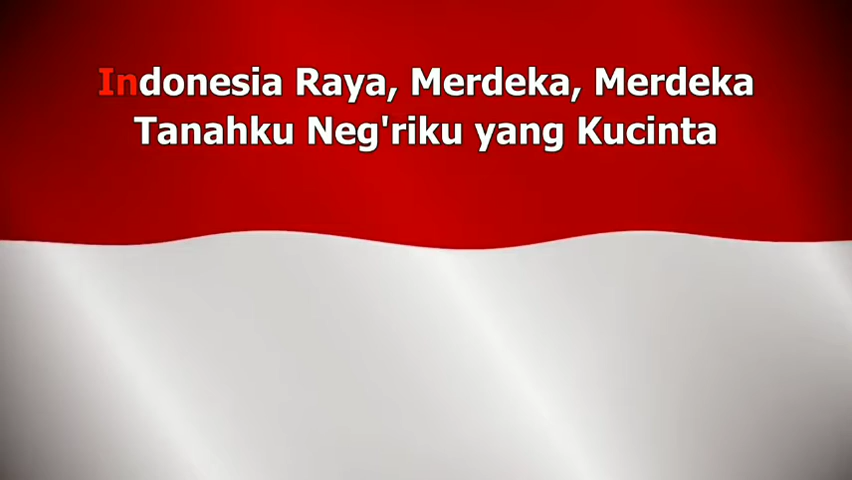 Indonesia Raya, Merdeka, Merdeka
Tanahku Neg'riku yang Kucinta